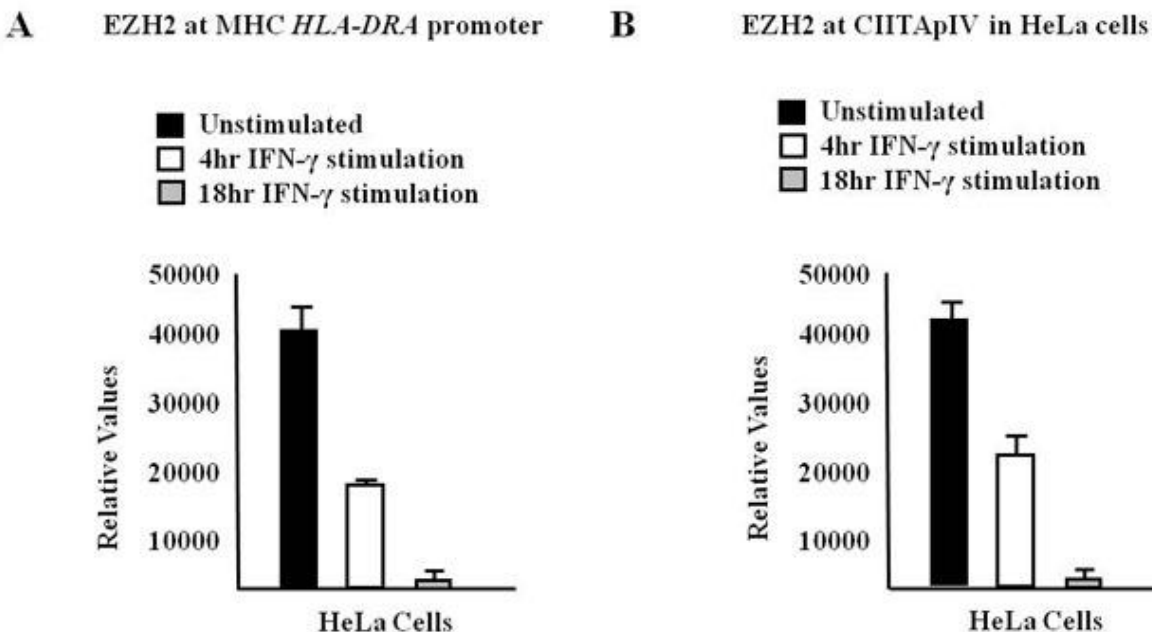 A
EZH2 at MHC HLA-DRA promoter
Unstimulated
4hr IFN-γ stimulation
18hr IFN-γ stimulation
50000
40000
30000
20000
10000
Relative Values
HeLa Cells
B
EZH2 at CIITApIV in HeLa cells
Unstimulated
4hr IFN-γ stimulation
18hr IFN-γ stimulation
50000
40000
30000
20000
10000
Relative Values
HeLa Cells